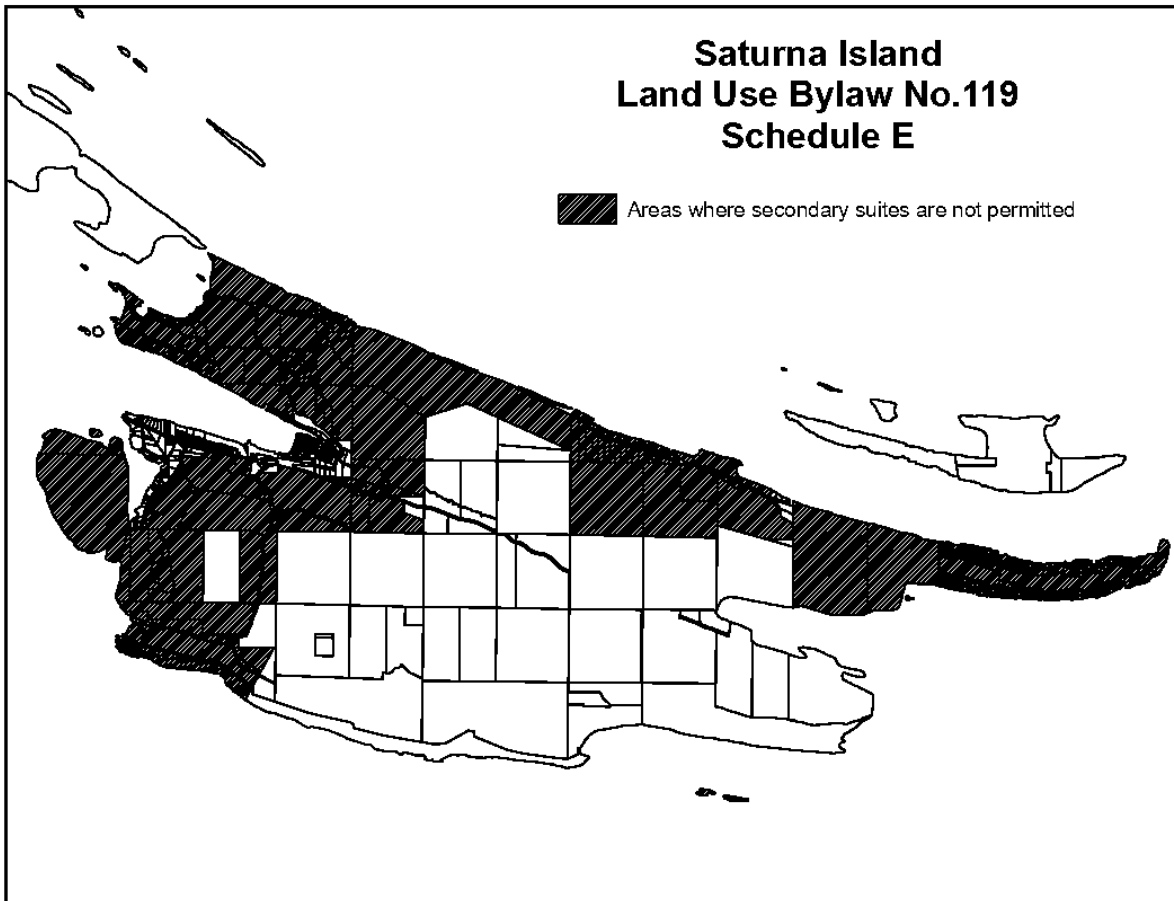 Saturna Island
Land Use Bylaw No.119
Schedule E
Areas where secondary suites are not permitted